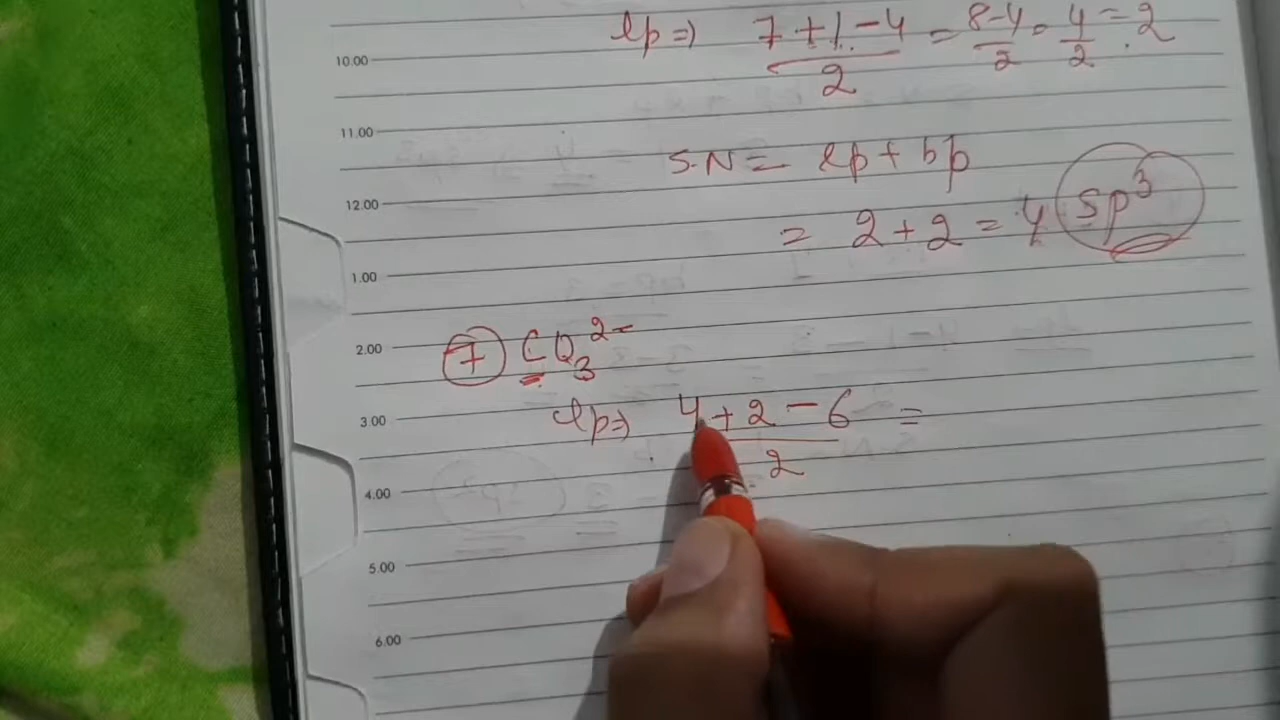 lp⇒ 7+1-4/2 = 8-4/2 = 4/2 = 2
10.00
11.00
S.N = lp + bp
12.00
= 2+2 = 4 sp³
1.00
2.00 7 CO₃²⁻
3.00 lp⇒ 4+2-6/2 =
4.00
5.00
6.00